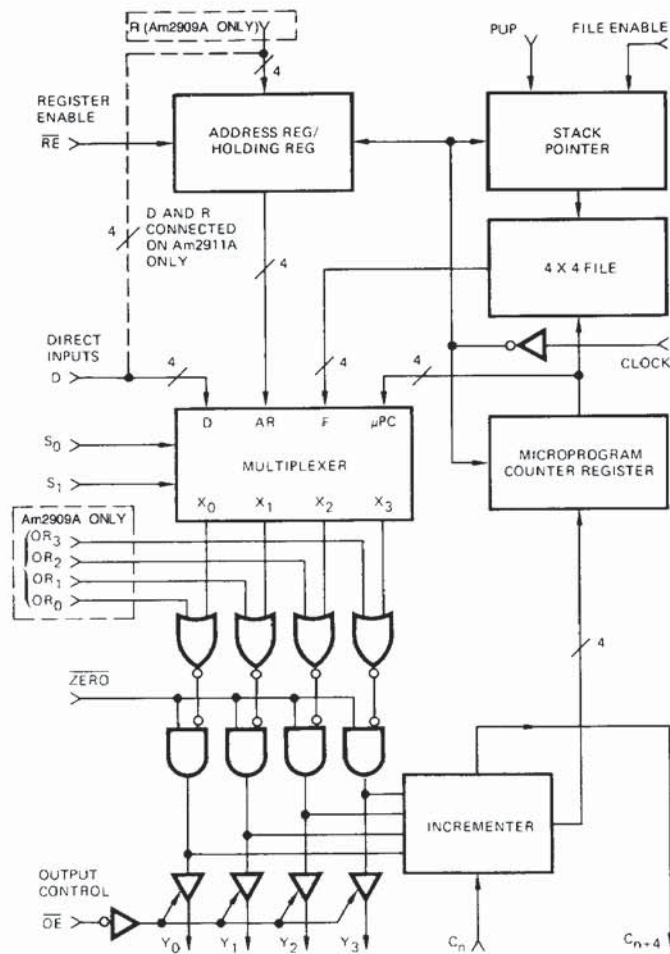 R (Am2909A ONLY)
PUP
FILE ENABLE
4
REGISTER
ENABLE
RE
ADDRESS REG/
HOLDING REG
STACK
POINTER
4
D AND R
CONNECTED
ON Am2911A
ONLY
4
4 X 4 FILE
DIRECT
INPUTS
D
4
4
4
CLOCK
D AR F µPC
S0
MULTIPLEXER
S1
X0 X1 X2 X3
MICROPROGRAM
COUNTER REGISTER
Am2909A ONLY
OR3
OR2
OR1
OR0
4
ZERO
INCREMENTER
OUTPUT
CONTROL
OE
Y0 Y1 Y2 Y3
Cn
Cn+4